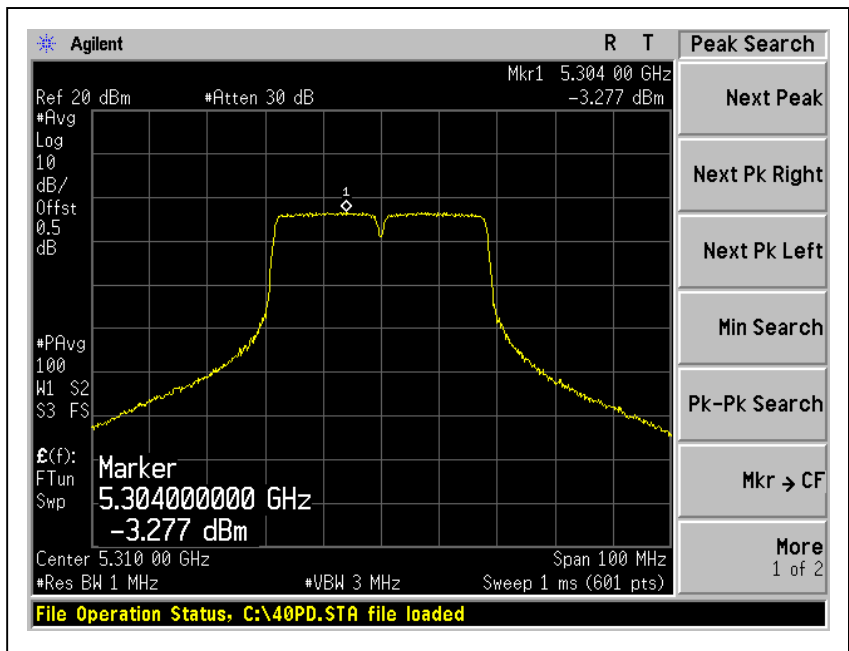 Agilent R T Peak Search
Mkr1 5.304 00 GHz
Ref 20 dBm #Atten 30 dB -3.277 dBm
#Avg
Log
10
dB/
Offst
0.5
dB
1
#PAvg
100
W1 S2
S3 FS
£(f):
FTun
Swp
Marker
5.304000000 GHz
-3.277 dBm
Center 5.310 00 GHz Span 100 MHz
#Res BW 1 MHz #VBW 3 MHz Sweep 1 ms (601 pts)
File Operation Status, C:\40PD.STA file loaded
Next Peak
Next Pk Right
Next Pk Left
Min Search
Pk-Pk Search
Mkr → CF
More
1 of 2